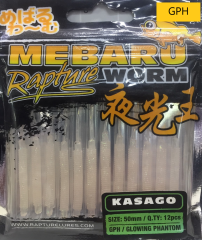 GPH
めばる
MEBARU
Rapture WORM
夜光王
KASAGO
SIZE: 50mm / Q.TY: 12pcs
GPH / GLOWING PHANTOM
WWW.RAPTURELURES.COM